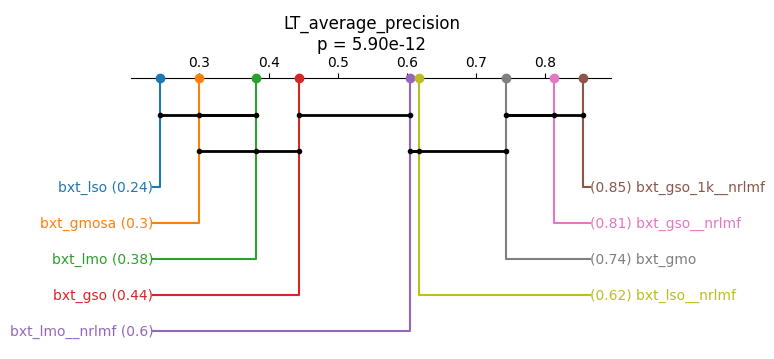 LT_average_precision
p = 5.90e-12
0.3 0.4 0.5 0.6 0.7 0.8
bxt_lso (0.24)
(0.85) bxt_gso_1k__nrlmf
bxt_gmosa (0.3)
(0.81) bxt_gso__nrlmf
bxt_lmo (0.38)
(0.74) bxt_gmo
bxt_gso (0.44)
(0.62) bxt_lso__nrlmf
bxt_lmo__nrlmf (0.6)